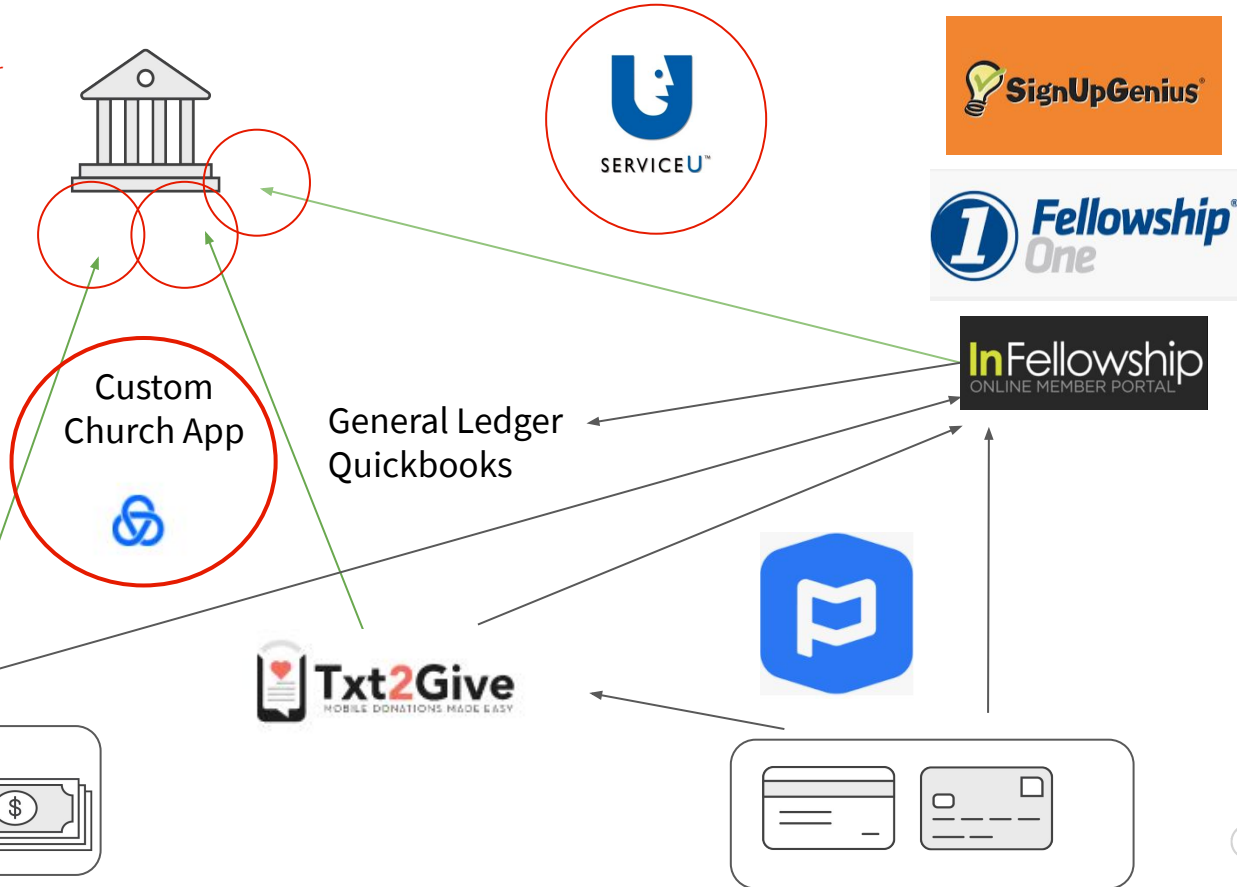 SignUpGenius®
SERVICEU™
1 Fellowship®
One
InFellowship
ONLINE MEMBER PORTAL
Custom
Church App
General Ledger
Quickbooks
Txt2Give
MOBILE DONATIONS MADE EASY
$